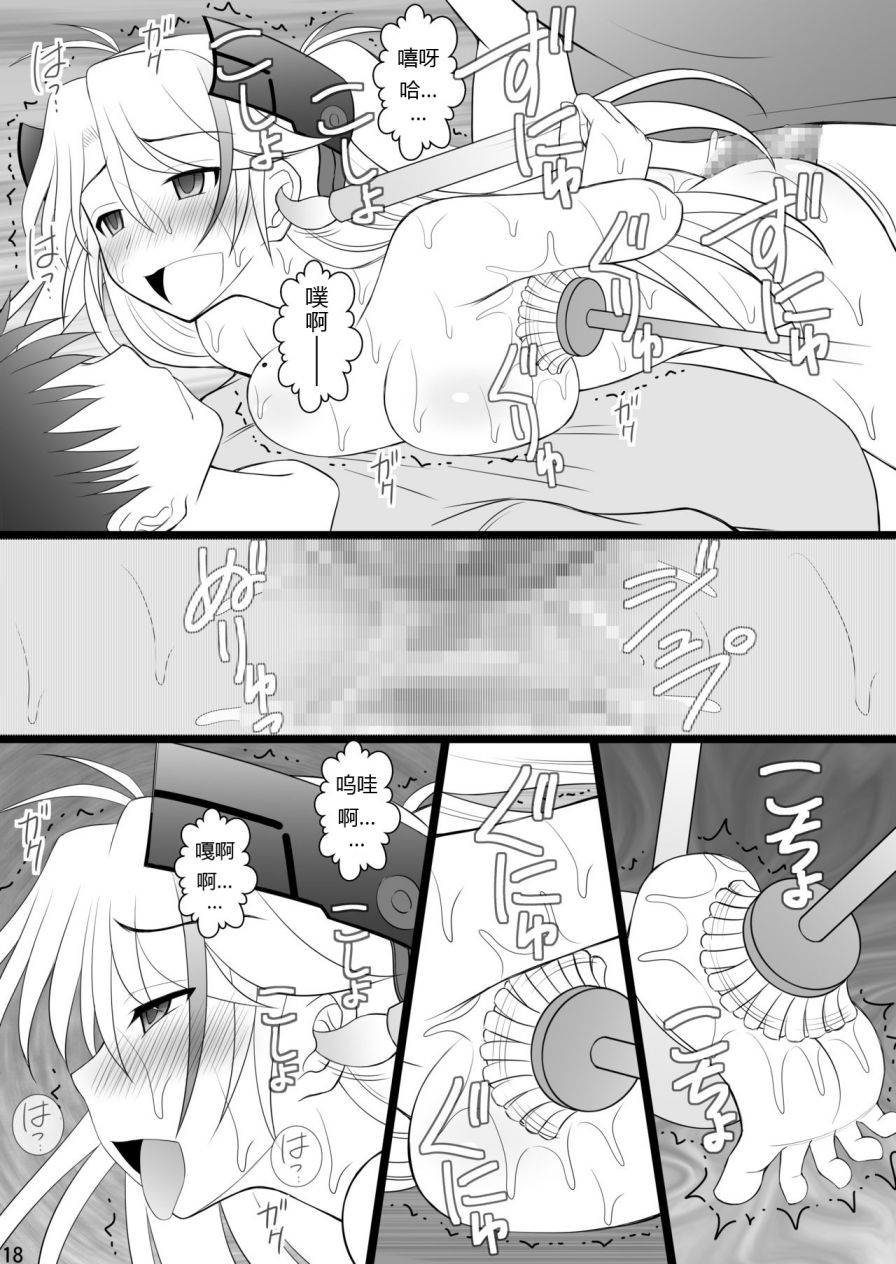 嘻呀
哈…
…
ガク
はっ…
はっ…
こしょ
こしょ
ずにゅ
ずにゅ
噗
啊
——
ぐりゅ
ぐりゅ
ガク
ガク
ジュプ
ぬりゅっ
こちょ
こちょ
ぐにゅ
ぐにゅ
呜哇
啊…
…
嘎啊
啊…
…
ガク
こしょ
こしょ
はっ…
はっ…
ガク
18